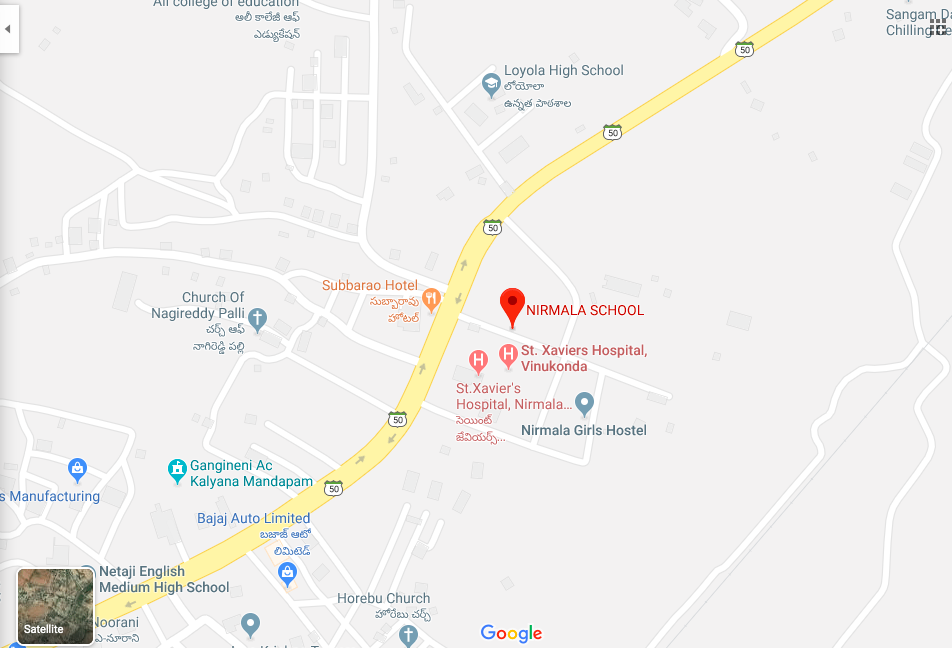 All college of education
అలీ కాలేజీ ఆఫ్
ఎడ్యుకేషన్
Sangam Da
Chilling
50
Loyola High School
లోయోలా
ఉన్నత పాఠశాల
50
50
Subbarao Hotel
సుబ్బారావు
హోటల్
Church Of
Nagireddy Palli
చర్చ్ ఆఫ్
నాగిరెడ్డి పల్లి
NIRMALA SCHOOL
St. Xaviers Hospital,
Vinukonda
St.Xavier's
Hospital, Nirmala...
సెయింట్
జేవియర్స్...
Nirmala Girls Hostel
50
Gangineni Ac
Kalyana Mandapam
s Manufacturing
50
Bajaj Auto Limited
బజాజ్ ఆటో
లిమిటెడ్
Netaji English
Medium High School
Horebu Church
హోరేబు చర్చ్
Noorani
ఎ-నూరాని
Satellite
Google